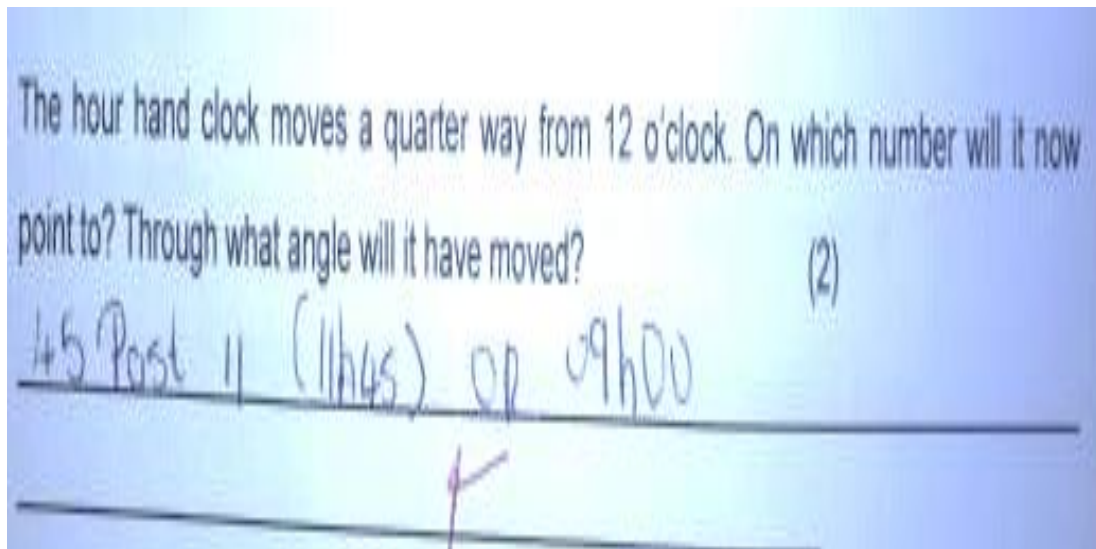 The hour hand clock moves a quarter way from 12 o'clock. On which number will it now
point to? Through what angle will it have moved? (2)
45 Past 11 (11h45) OR 09h00